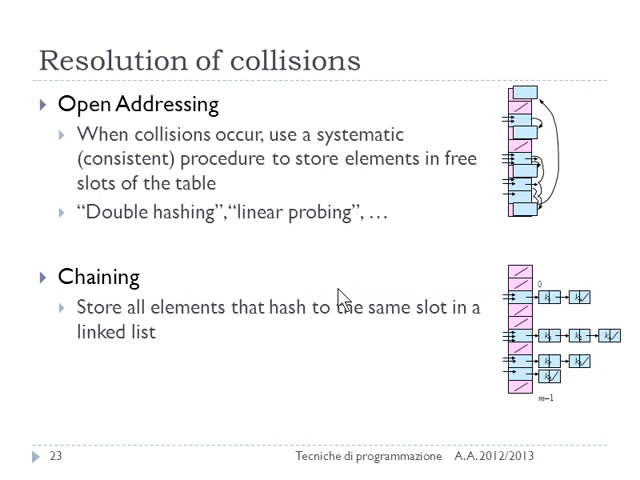 Resolution of collisions
Open Addressing
When collisions occur, use a systematic
(consistent) procedure to store elements in free
slots of the table
“Double hashing”, “linear probing”, …
Chaining
Store all elements that hash to the same slot in a
linked list
0
m–1
23 Tecniche di programmazione A.A. 2012/2013